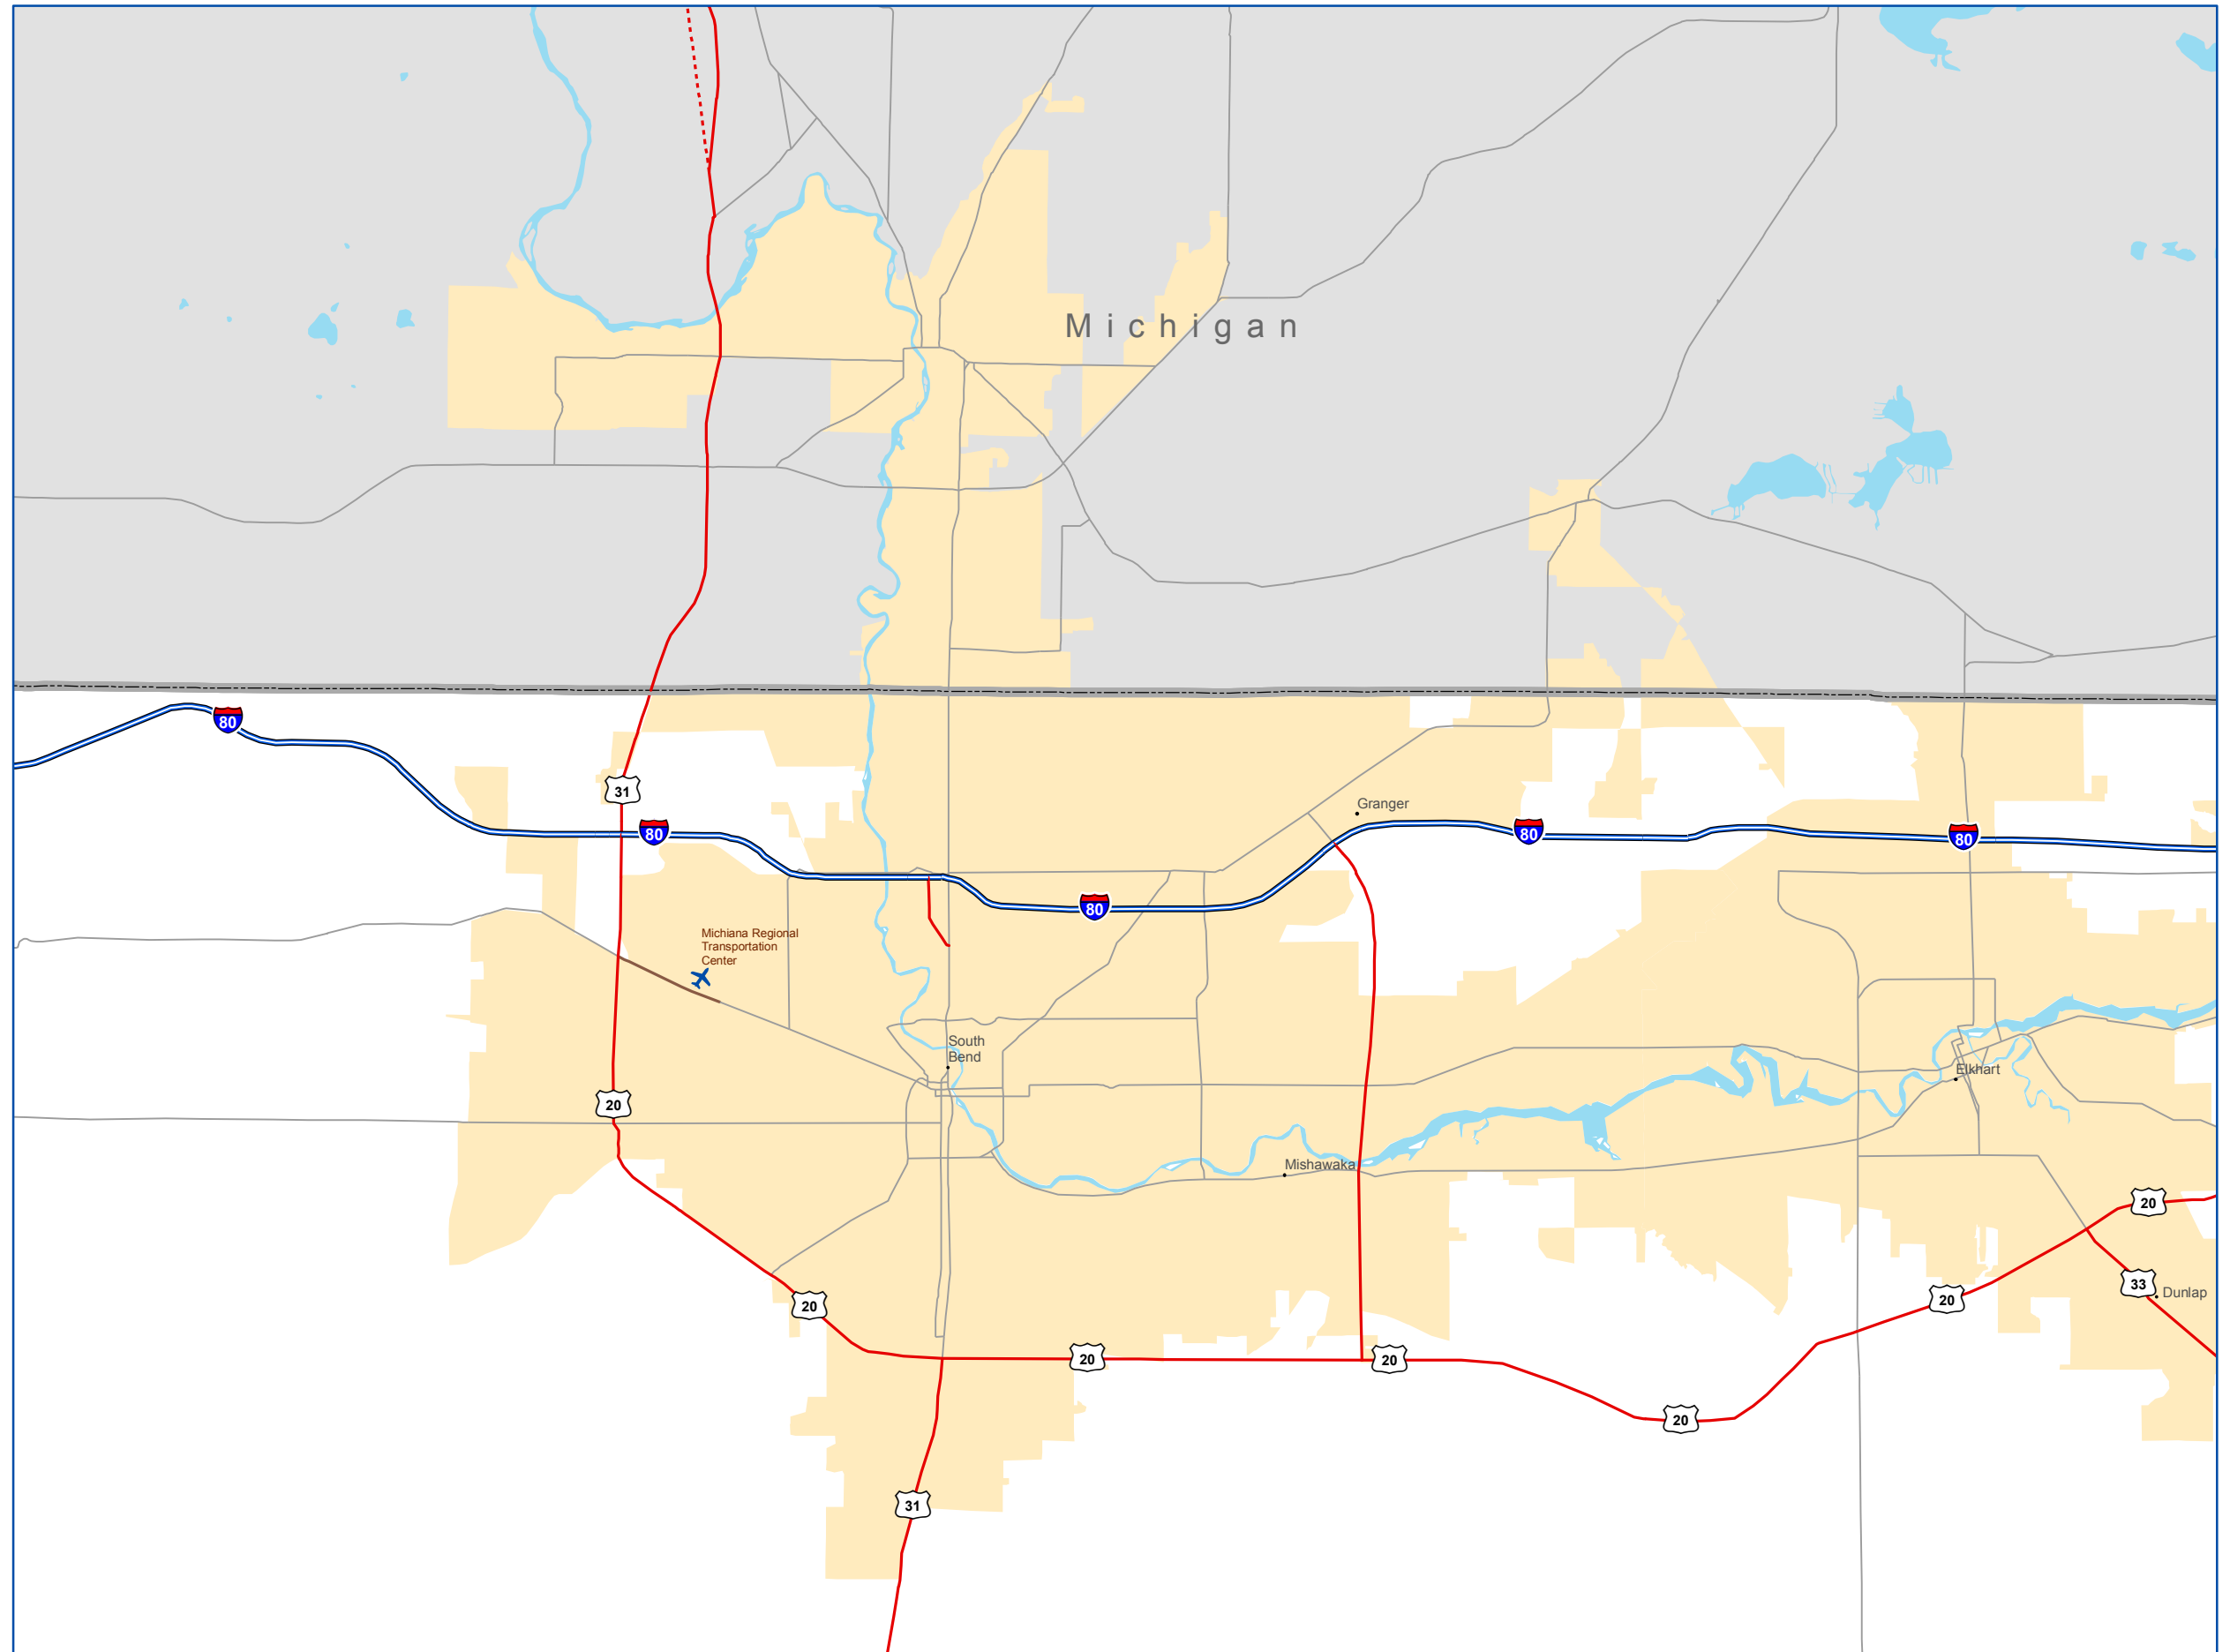 Michigan
80
31
80
Granger
80
80
80
Michiana Regional
Transportation
Center
South
Bend
Elkhart
20
Mishawaka
20
33
Dunlap
20
20
20
20
20
31